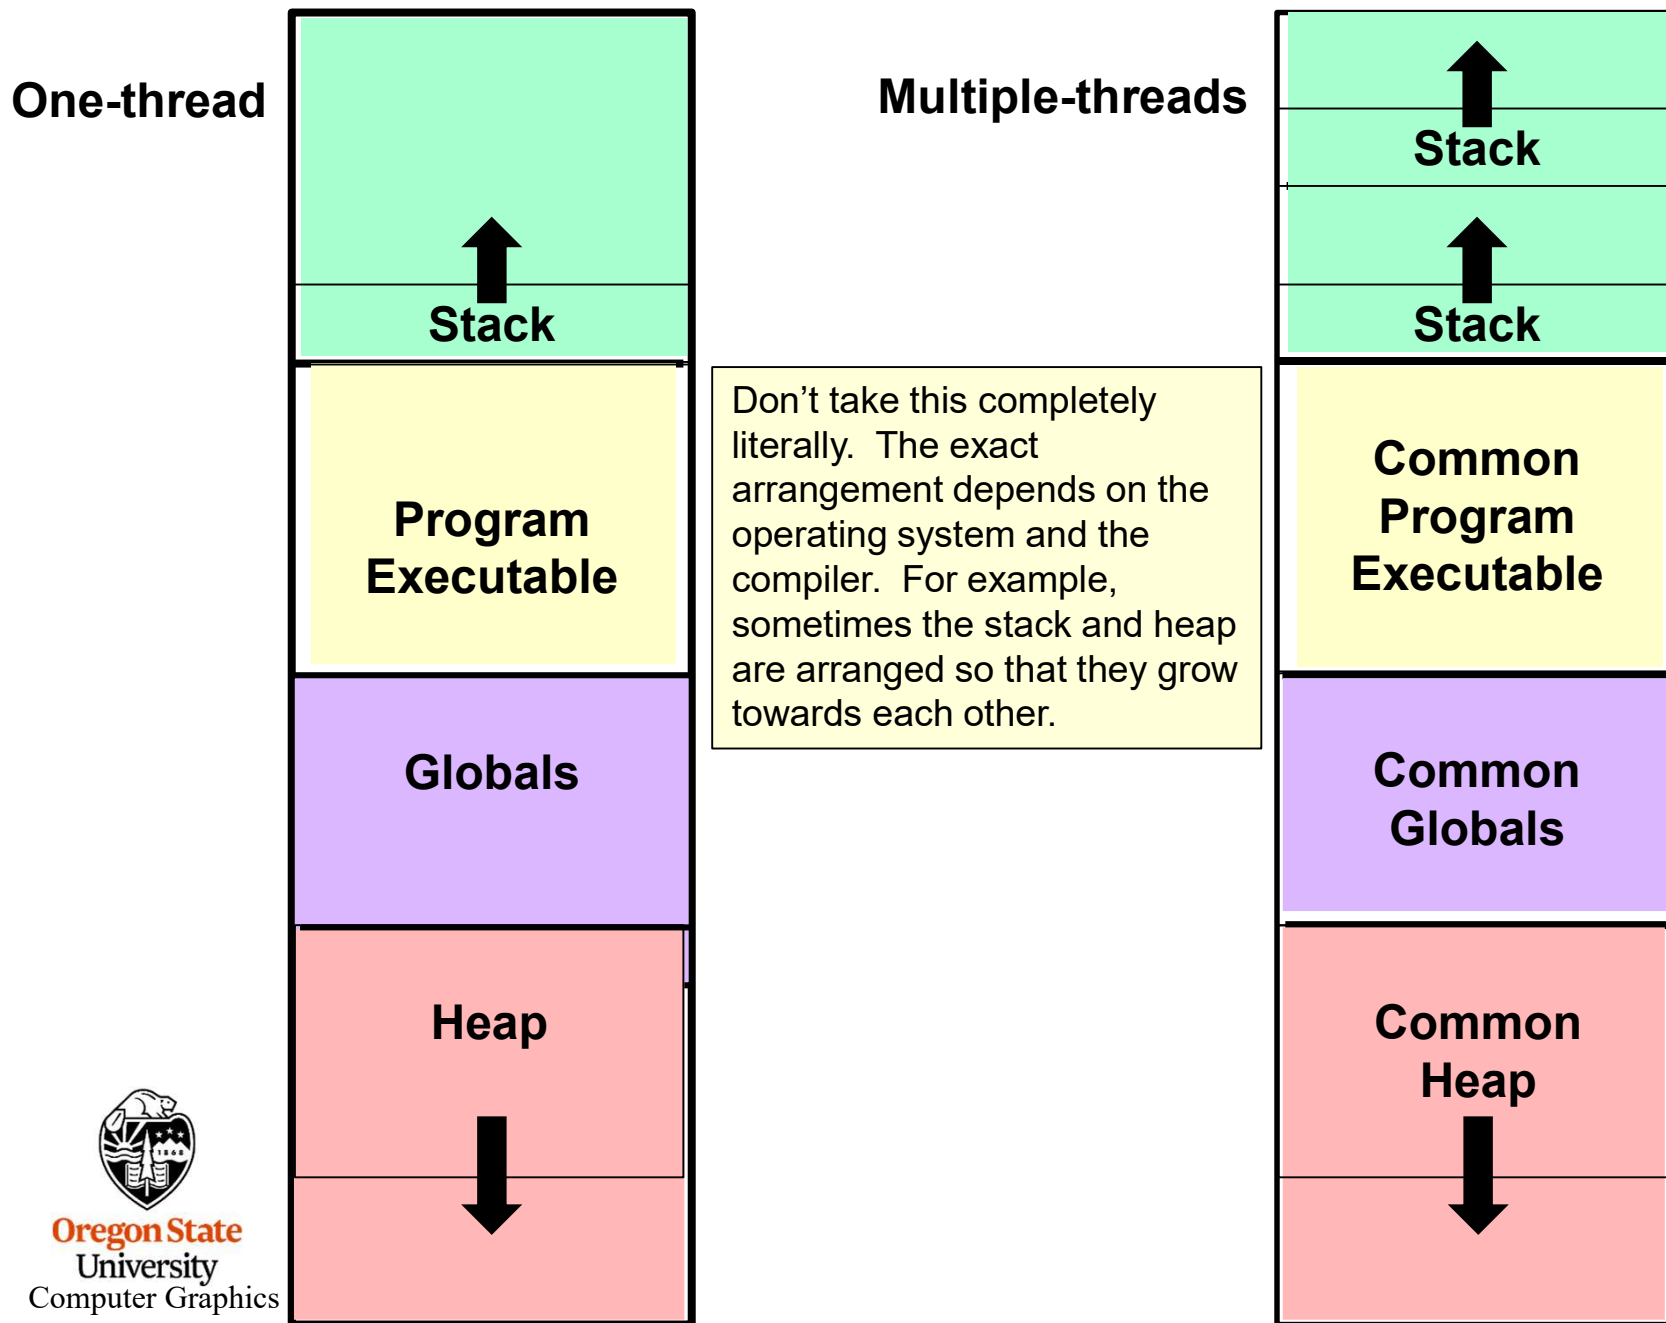 One-thread
Stack
Program
Executable
Globals
Heap
Don’t take this completely
literally.  The exact
arrangement depends on the
operating system and the
compiler.  For example,
sometimes the stack and heap
are arranged so that they grow
towards each other.
Multiple-threads
Stack
Stack
Common
Program
Executable
Common
Globals
Common
Heap
1868
Oregon State
University
Computer Graphics